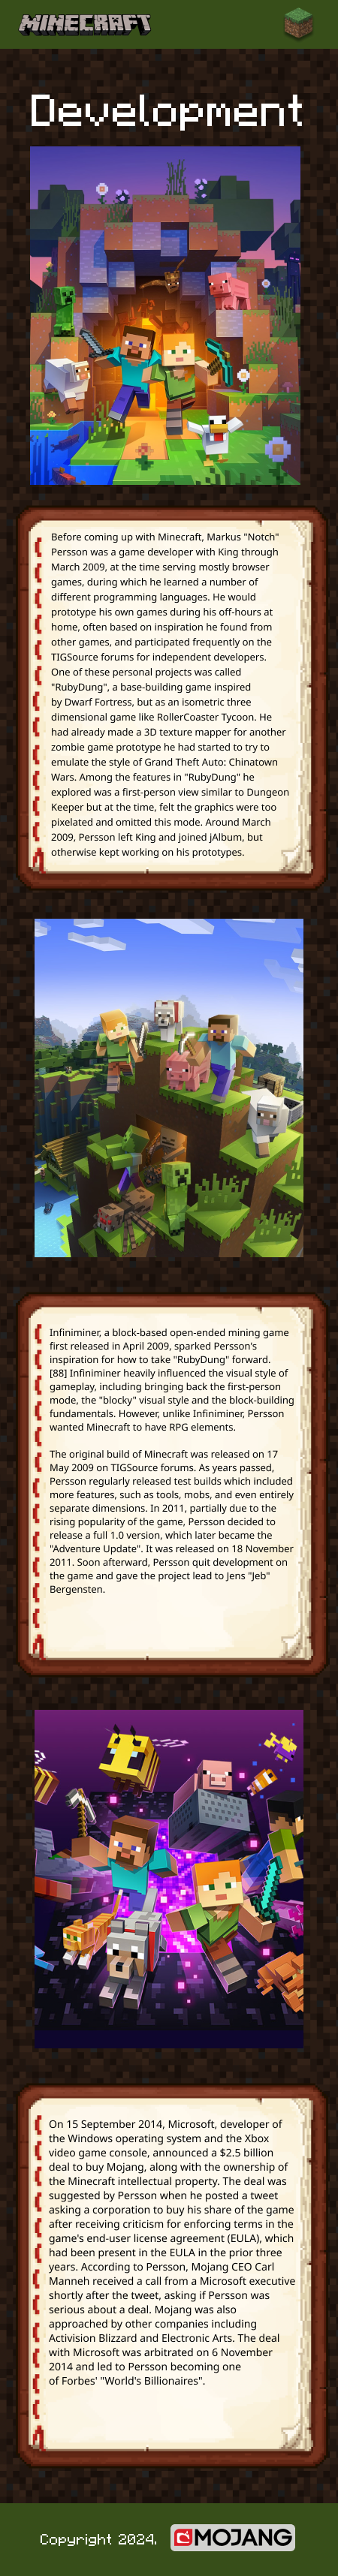 MINECRAFT
Development
Before coming up with Minecraft, Markus "Notch"
Persson was a game developer with King through
March 2009, at the time serving mostly browser
games, during which he learned a number of
different programming languages. He would
prototype his own games during his off-hours at
home, often based on inspiration he found from
other games, and participated frequently on the
TIGSource forums for independent developers.
One of these personal projects was called
"RubyDung", a base-building game inspired
by Dwarf Fortress, but as an isometric three
dimensional game like RollerCoaster Tycoon. He
had already made a 3D texture mapper for another
zombie game prototype he had started to try to
emulate the style of Grand Theft Auto: Chinatown
Wars. Among the features in "RubyDung" he
explored was a first-person view similar to Dungeon
Keeper but at the time, felt the graphics were too
pixelated and omitted this mode. Around March
2009, Persson left King and joined jAlbum, but
otherwise kept working on his prototypes.
Infiniminer, a block-based open-ended mining game
first released in April 2009, sparked Persson's
inspiration for how to take "RubyDung" forward.
[88] Infiniminer heavily influenced the visual style of
gameplay, including bringing back the first-person
mode, the "blocky" visual style and the block-building
fundamentals. However, unlike Infiniminer, Persson
wanted Minecraft to have RPG elements.
The original build of Minecraft was released on 17
May 2009 on TIGSource forums. As years passed,
Persson regularly released test builds which included
more features, such as tools, mobs, and even entirely
separate dimensions. In 2011, partially due to the
rising popularity of the game, Persson decided to
release a full 1.0 version, which later became the
"Adventure Update". It was released on 18 November
2011. Soon afterward, Persson quit development on
the game and gave the project lead to Jens "Jeb"
Bergensten.
On 15 September 2014, Microsoft, developer of
the Windows operating system and the Xbox
video game console, announced a $2.5 billion
deal to buy Mojang, along with the ownership of
the Minecraft intellectual property. The deal was
suggested by Persson when he posted a tweet
asking a corporation to buy his share of the game
after receiving criticism for enforcing terms in the
game's end-user license agreement (EULA), which
had been present in the EULA in the prior three
years. According to Persson, Mojang CEO Carl
Manneh received a call from a Microsoft executive
shortly after the tweet, asking if Persson was
serious about a deal. Mojang was also
approached by other companies including
Activision Blizzard and Electronic Arts. The deal
with Microsoft was arbitrated on 6 November
2014 and led to Persson becoming one
of Forbes' "World's Billionaires".
Copyright 2024. MOJANG